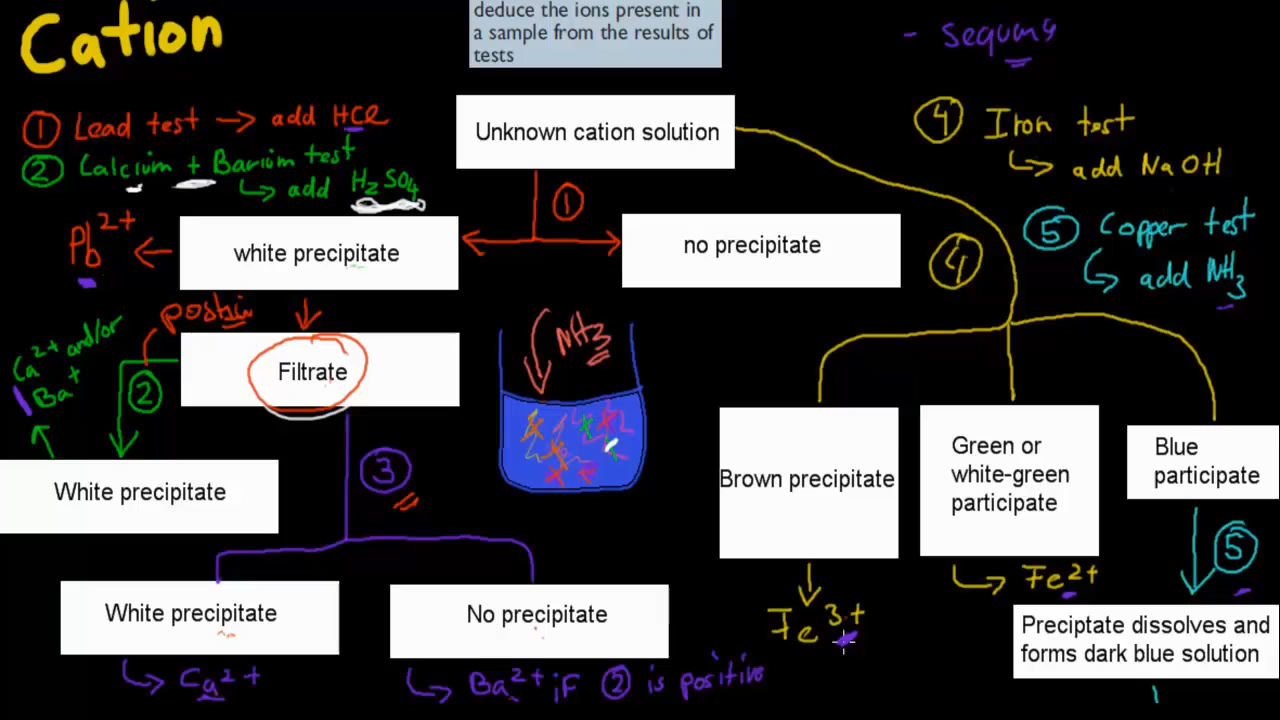 Cation
deduce the ions present in
a sample from the results of
tests
① Lead test → add HCl
② Calcium + Barium test
↳ add H₂SO₄
Unknown cation solution
①
④ Iron test
↳ add NaOH
⑤ Copper test
↳ add NH₃
Pb²⁺ ← white precipitate
no precipitate
④
Filtrate
NH₃
Ca²⁺ and/or
Ba⁺
②
③
White precipitate
Brown precipitate
Green or
white-green
participate
Blue
participate
White precipitate
No precipitate
↳ Ca²⁺
↳ Ba²⁺ iF ② is positive
Fe³⁺
↳ Fe²⁺
⑤
Preciptate dissolves and
forms dark blue solution